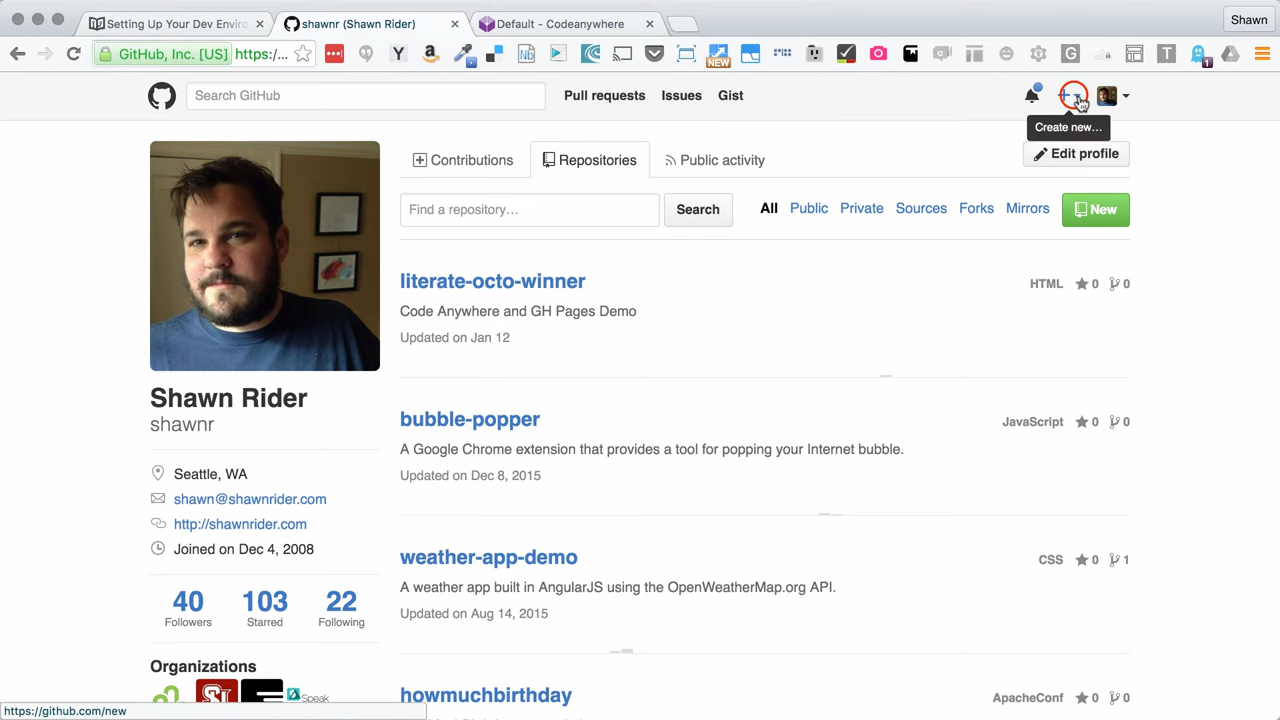 Setting Up Your Dev Enviro
shawnr (Shawn Rider)
Default - Codeanywhere
Shawn
GitHub, Inc. [US] https:/...
NEW
1
Search GitHub
Pull requests
Issues
Gist
Create new...
Edit profile
Contributions
Repositories
Public activity
Find a repository...
Search
All
Public
Private
Sources
Forks
Mirrors
New
literate-octo-winner
HTML 0 0
Code Anywhere and GH Pages Demo
Updated on Jan 12
bubble-popper
JavaScript 0 0
A Google Chrome extension that provides a tool for popping your Internet bubble.
Updated on Dec 8, 2015
weather-app-demo
CSS 0 1
A weather app built in AngularJS using the OpenWeatherMap.org API.
Updated on Aug 14, 2015
howmuchbirthday
ApacheConf 0 0
Shawn Rider
shawnr
Seattle, WA
shawn@shawnrider.com
http://shawnrider.com
Joined on Dec 4, 2008
40
Followers
103
Starred
22
Following
Organizations
Speak
https://github.com/new